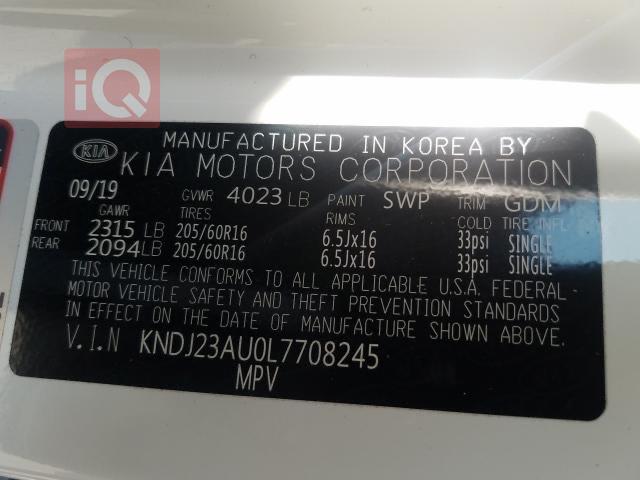 iQ
MANUFACTURED IN KOREA BY
KIA KIA MOTORS CORPORATION
09/19 GVWR 4023 LB PAINT SWP TRIM GDM
GAWR TIRES RIMS COLD TIRE INFL
FRONT 2315 LB 205/60R16 6.5Jx16 33psi SINGLE
REAR 2094 LB 205/60R16 6.5Jx16 33psi SINGLE
THIS VEHICLE CONFORMS TO ALL APPLICABLE U.S.A. FEDERAL-
MOTOR VEHICLE SAFETY AND THEFT PREVENTION STANDARDS
IN EFFECT ON THE DATE OF MANUFACTURE SHOWN ABOVE.
V.I.N KNDJ23AU0L7708245
MPV